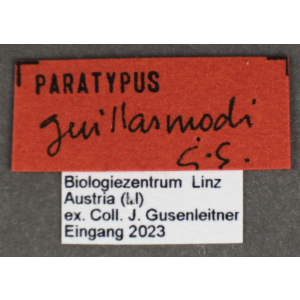 PARATYPUS
guillarmodi
G.S.
Biologiezentrum Linz
Austria (LI)
ex. Coll. J. Gusenleitner
Eingang 2023